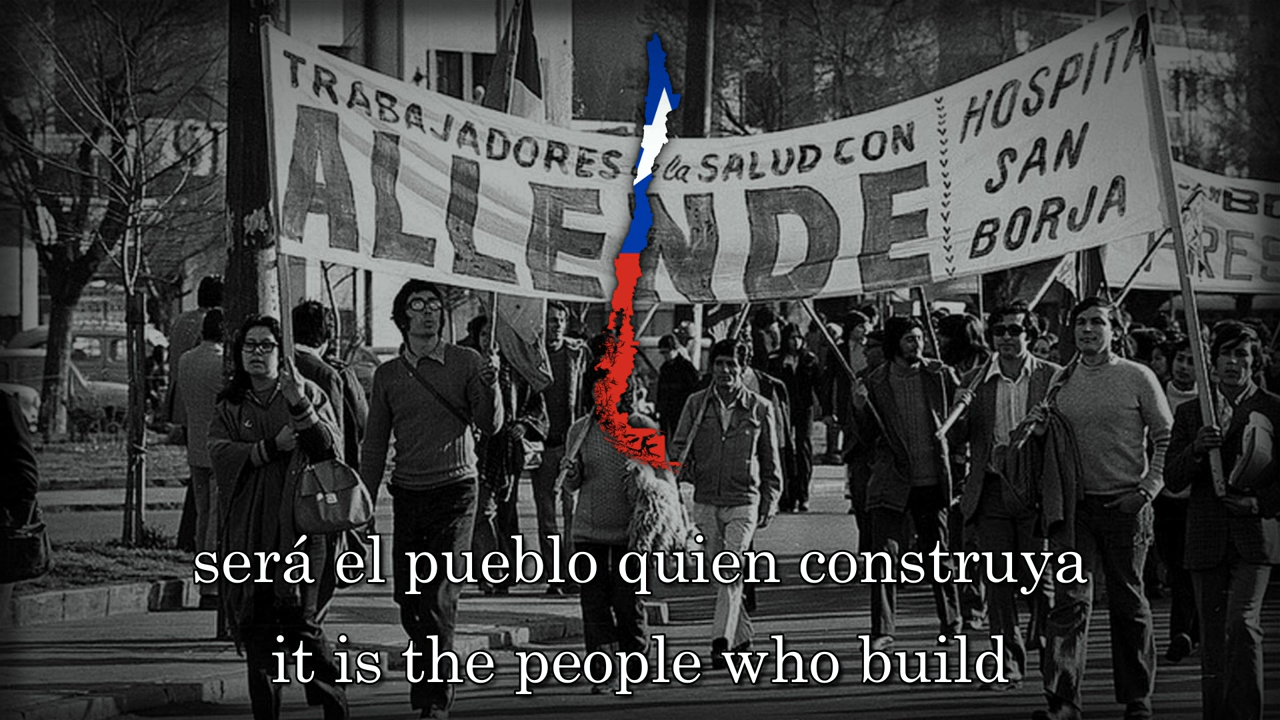 TRABAJADORES de la SALUD CON
ALLENDE
HOSPITA
SAN
BORJA
será el pueblo quien construya
it is the people who build